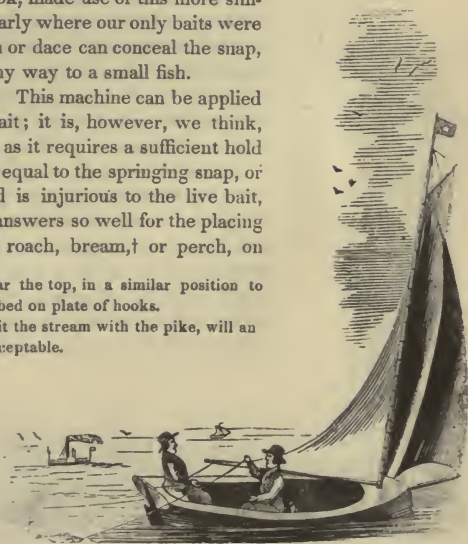 ok, made use of this more sim-
arly where our only baits were
n or dace can conceal the snap,
ny way to a small fish.
This machine can be applied
ait; it is, however, we think,
as it requires a sufficient hold
equal to the springing snap, or
d is injurious to the live bait,
answers so well for the placing
roach, bream,† or perch, on
ar the top, in a similar position to
bed on plate of hooks.
it the stream with the pike, will an
ceptable.